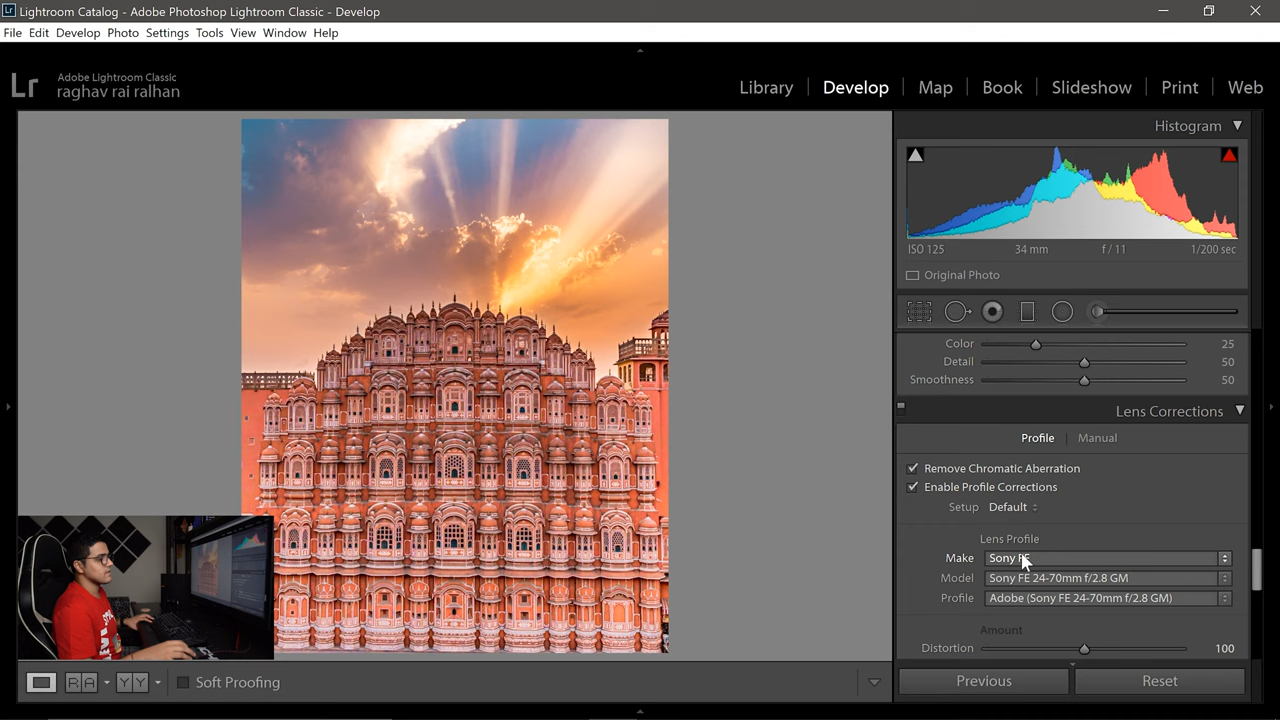 Lr Lightroom Catalog - Adobe Photoshop Lightroom Classic - Develop
File Edit Develop Photo Settings Tools View Window Help
Lr Adobe Lightroom Classic
raghav rai ralhan
Library Develop Map Book Slideshow Print Web
Histogram
ISO 125 34 mm f / 11 1/200 sec
Original Photo
Color 25
Detail 50
Smoothness 50
Lens Corrections
Profile Manual
Remove Chromatic Aberration
Enable Profile Corrections
Setup Default
Lens Profile
Make Sony FE
Model Sony FE 24-70mm f/2.8 GM
Profile Adobe (Sony FE 24-70mm f/2.8 GM)
Amount
Distortion 100
R A Y Y Soft Proofing
Previous Reset